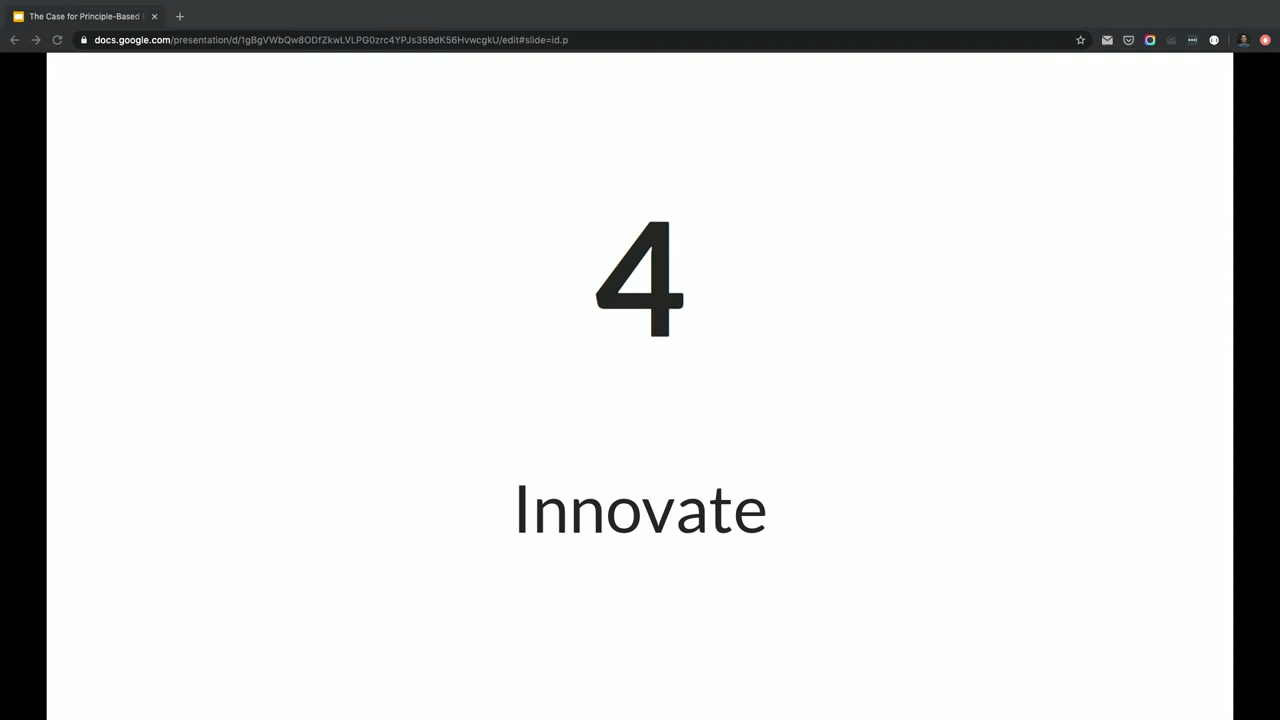 The Case for Principle-Based
docs.google.com/presentation/d/1gBgVWbQw8ODfZkwLVLPG0zrc4YPJs359dK56HvwcgkU/edit#slide=id.p
4
Innovate